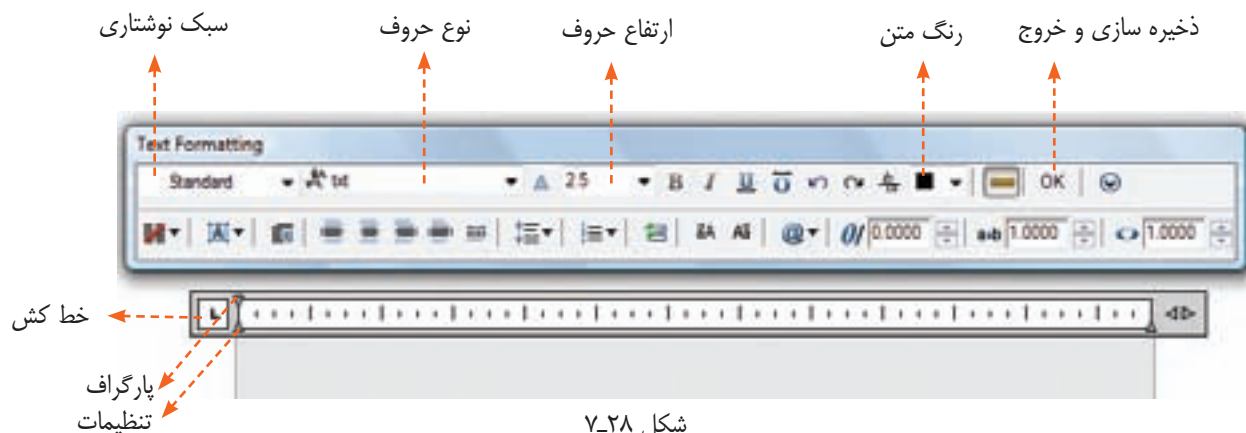 ذخیره سازی و خروج
رنگ متن
ارتفاع حروف
نوع حروف
سبک نوشتاری
Text Formatting
Standard txt 2.5 B I U O OK
@ 0/ 0.0000 a•b 1.0000 1.0000
خط کش
پارگراف
تنظیمات
شکل ۲۸_۷